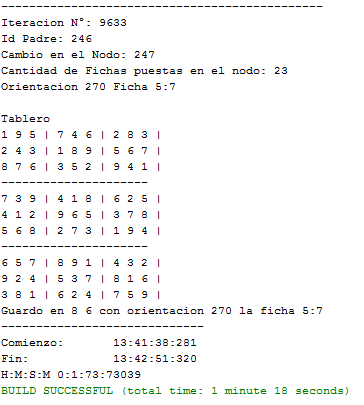 ------------------------------------------------
Iteracion N°: 9633
Id Padre: 246
Cambio en el Nodo: 247
Cantidad de Fichas puestas en el nodo: 23
Orientacion 270 Ficha 5:7
Tablero
1 9 5 | 7 4 6 | 2 8 3 |
2 4 3 | 1 8 9 | 5 6 7 |
8 7 6 | 3 5 2 | 9 4 1 |
----------------------
7 3 9 | 4 1 8 | 6 2 5 |
4 1 2 | 9 6 5 | 3 7 8 |
5 6 8 | 2 7 3 | 1 9 4 |
----------------------
6 5 7 | 8 9 1 | 4 3 2 |
9 2 4 | 5 3 7 | 8 1 6 |
3 8 1 | 6 2 4 | 7 5 9 |
Guardo en 8 6 con orientacion 270 la ficha 5:7
------------------------------
Comienzo: 13:41:38:281
Fin: 13:42:51:320
H:M:S:M 0:1:73:73039
BUILD SUCCESSFUL (total time: 1 minute 18 seconds)